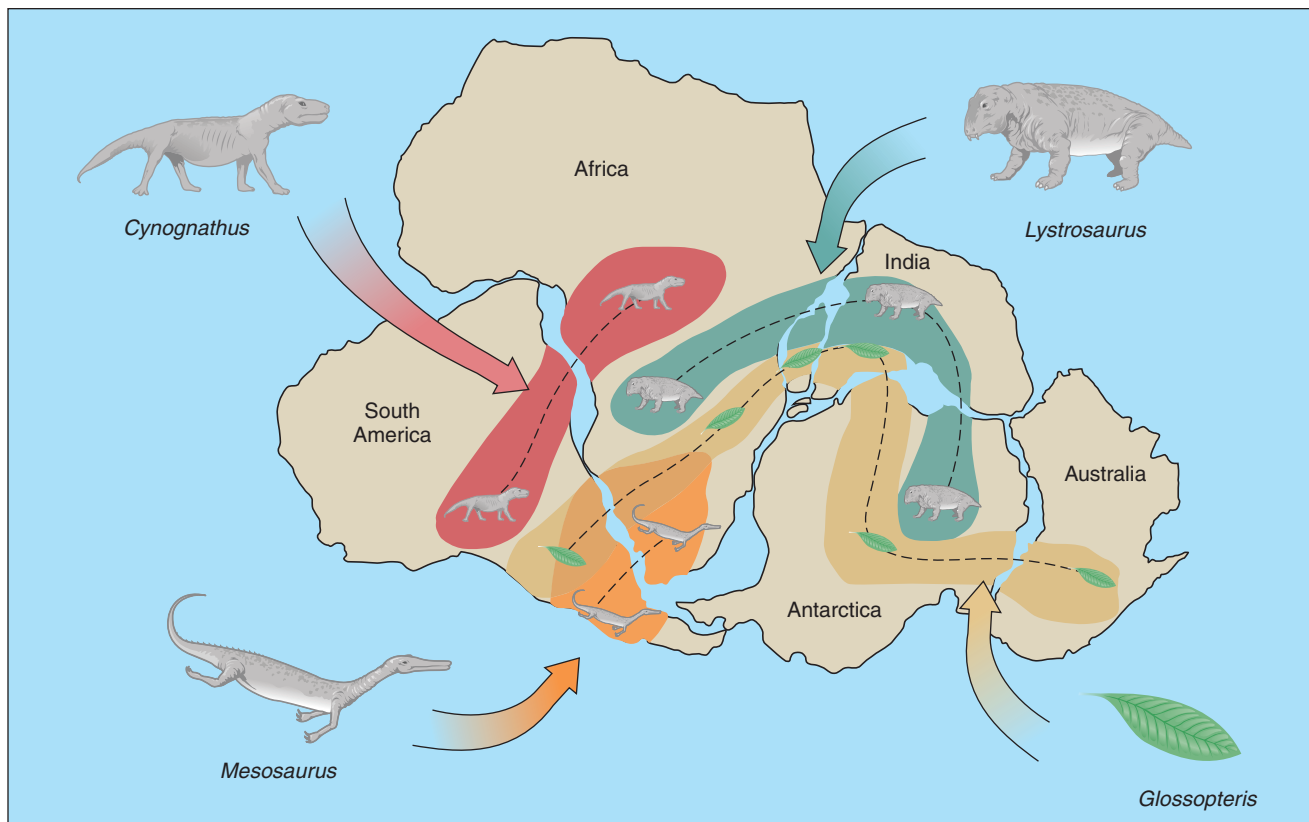 Africa
Cynognathus
Lystrosaurus
India
South
America
Australia
Antarctica
Mesosaurus
Glossopteris